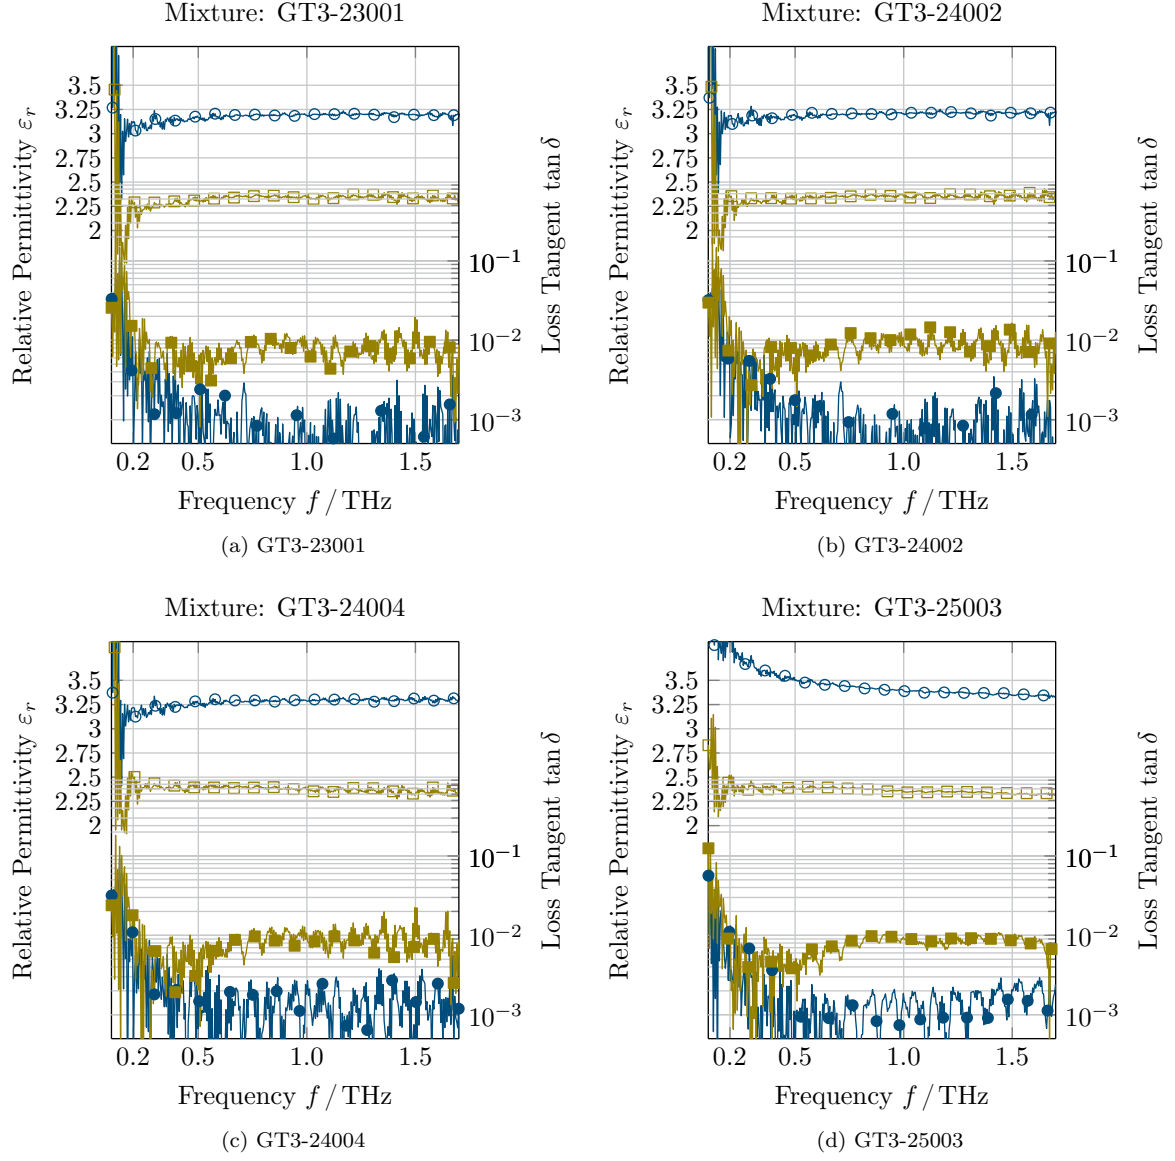 Mixture: GT3-23001
Relative Permittivity εr
3.5
3.25
3
2.75
2.5
2.25
2
10⁻¹
10⁻²
10⁻³
Loss Tangent tan δ
0.2 0.5 1.0 1.5
Frequency f / THz
(a) GT3-23001
Mixture: GT3-24002
Relative Permittivity εr
3.5
3.25
3
2.75
2.5
2.25
2
10⁻¹
10⁻²
10⁻³
Loss Tangent tan δ
0.2 0.5 1.0 1.5
Frequency f / THz
(b) GT3-24002
Mixture: GT3-24004
Relative Permittivity εr
3.5
3.25
3
2.75
2.5
2.25
2
10⁻¹
10⁻²
10⁻³
Loss Tangent tan δ
0.2 0.5 1.0 1.5
Frequency f / THz
(c) GT3-24004
Mixture: GT3-25003
Relative Permittivity εr
3.5
3.25
3
2.75
2.5
2.25
2
10⁻¹
10⁻²
10⁻³
Loss Tangent tan δ
0.2 0.5 1.0 1.5
Frequency f / THz
(d) GT3-25003